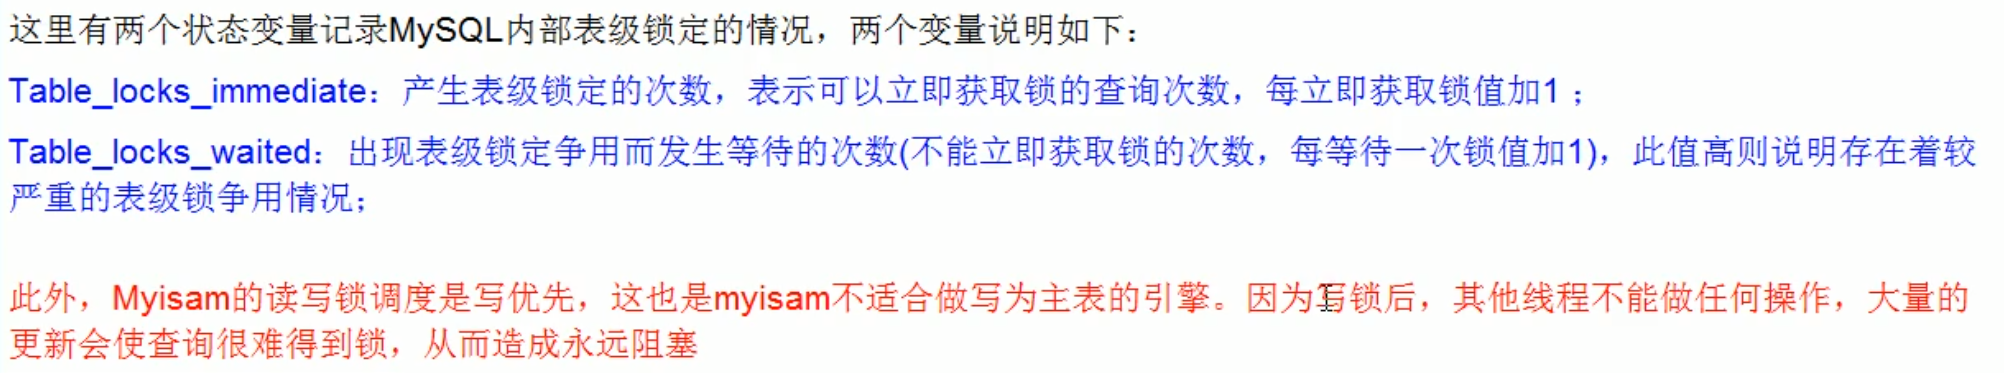 这里有两个状态变量记录MySQL内部表级锁定的情况，两个变量说明如下：
Table_locks_immediate：产生表级锁定的次数，表示可以立即获取锁的查询次数，每立即获取锁值加1 ；
Table_locks_waited：出现表级锁定争用而发生等待的次数(不能立即获取锁的次数，每等待一次锁值加1)，此值高则说明存在着较
严重的表级锁争用情况；
此外，Myisam的读写锁调度是写优先，这也是myisam不适合做写为主表的引擎。因为写锁后，其他线程不能做任何操作，大量的
更新会使查询很难得到锁，从而造成永远阻塞